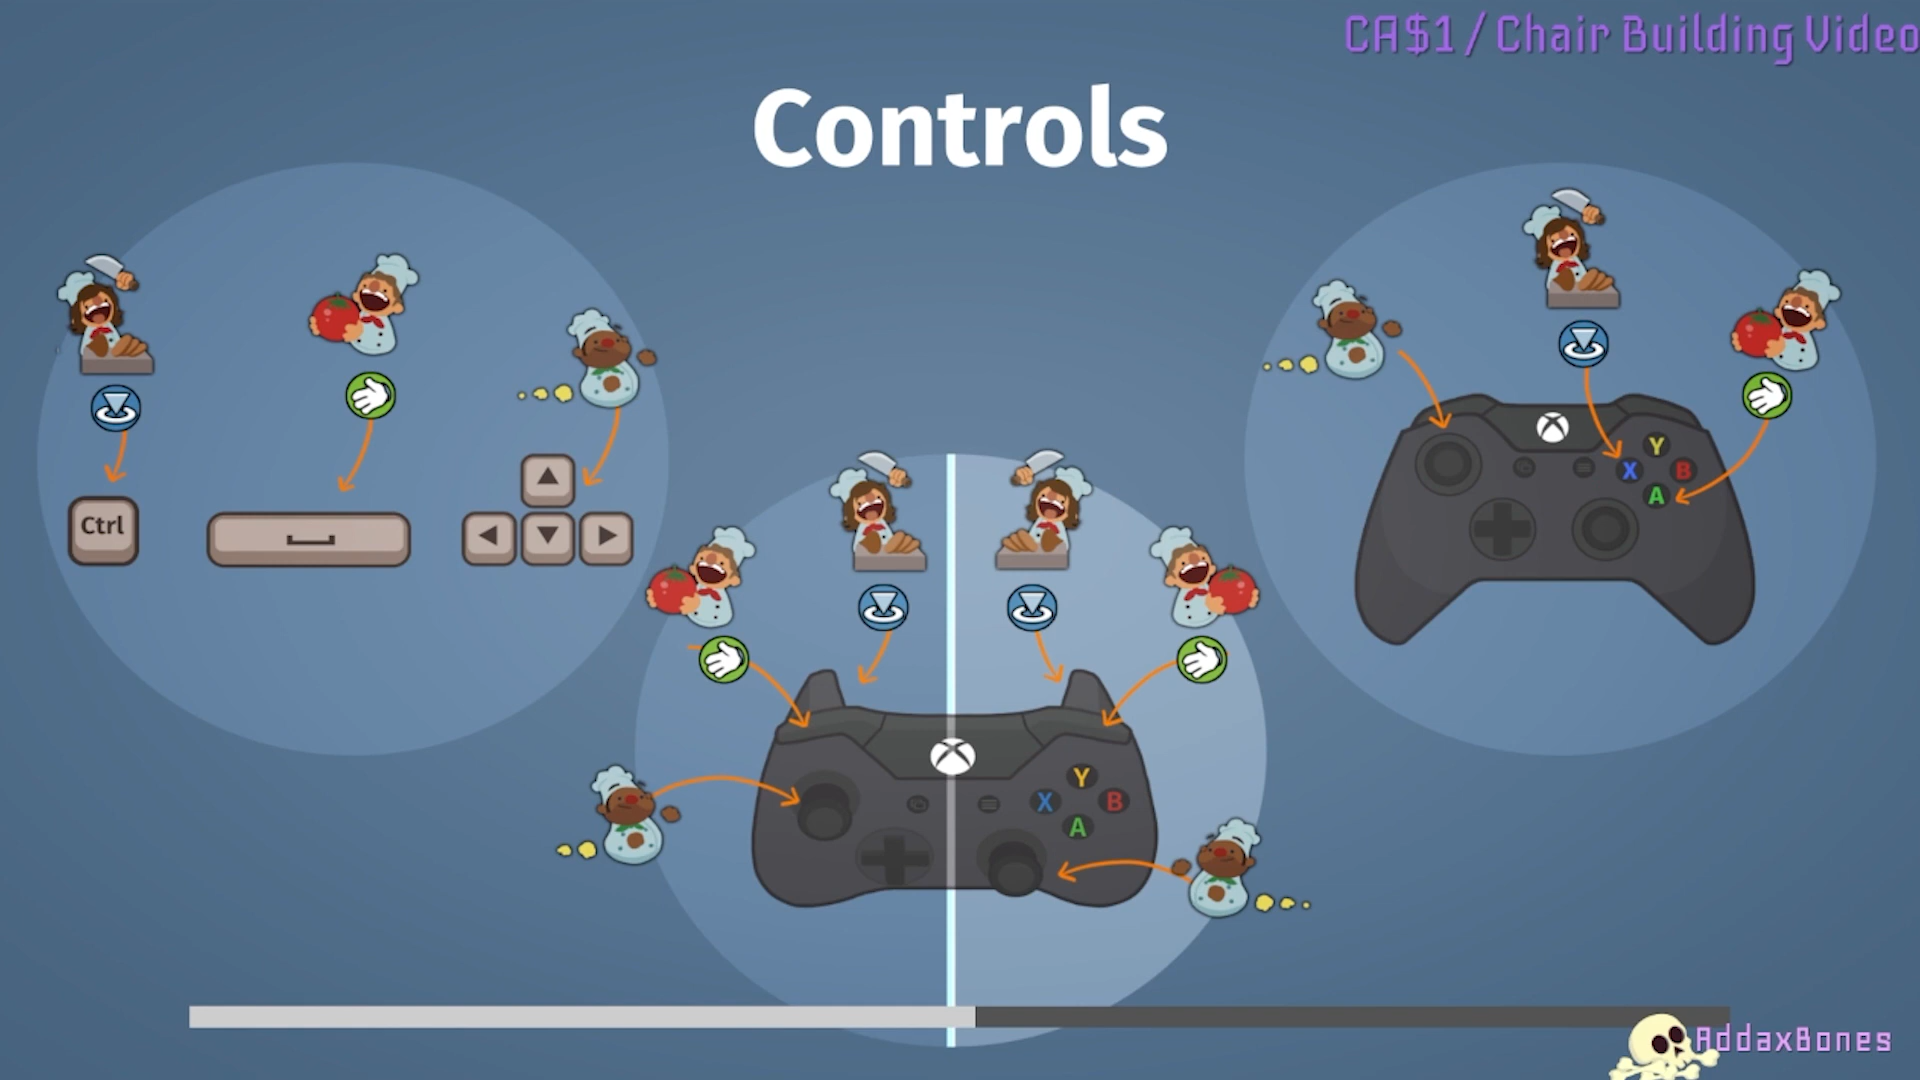 CA$1 / Chair Building Video
Controls
Ctrl
Y
X
B
A
Y
X
B
A
AddaxBones